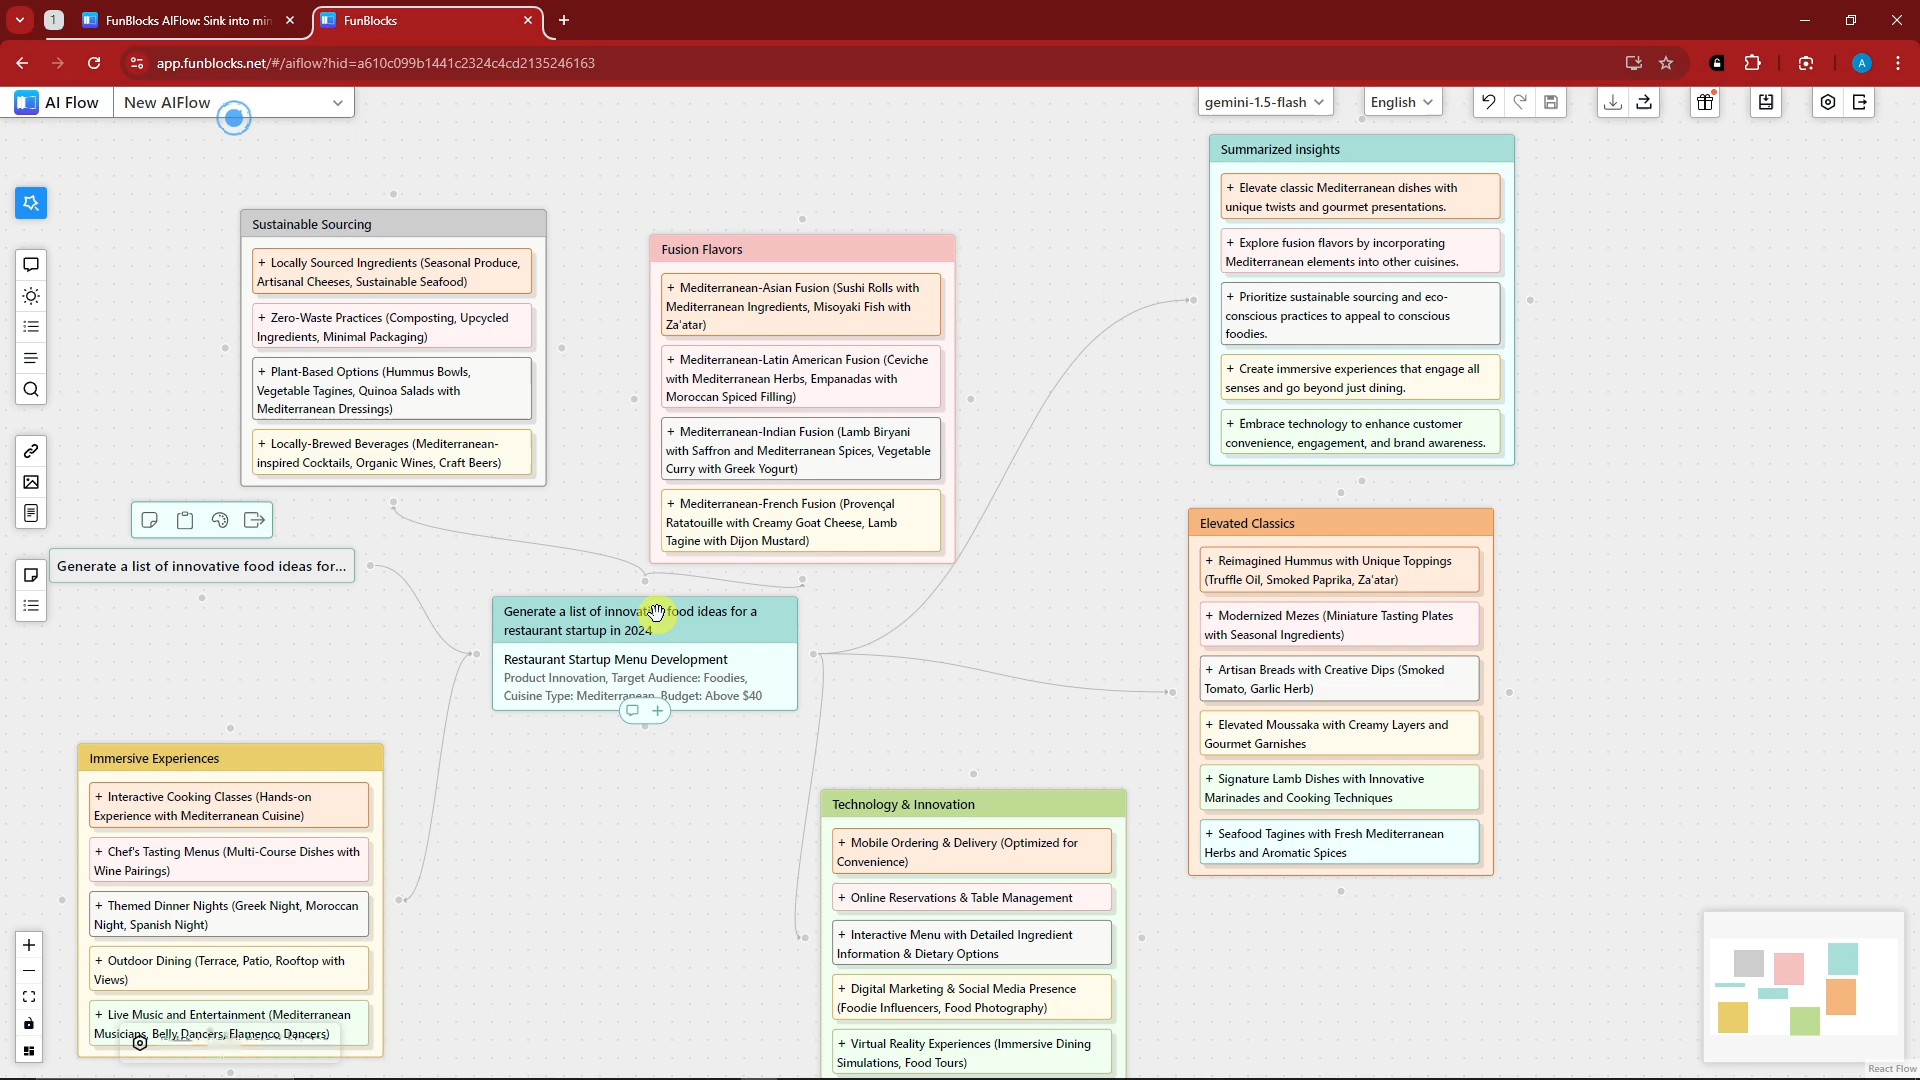 1
FunBlocks AIFlow: Sink into min
FunBlocks
app.funblocks.net/#/aiflow?hid=a610c099b1441c2324c4cd2135246163
A
AI Flow
New AIFlow
gemini-1.5-flash
English
Sustainable Sourcing
+ Locally Sourced Ingredients (Seasonal Produce,
Artisanal Cheeses, Sustainable Seafood)
+ Zero-Waste Practices (Composting, Upcycled
Ingredients, Minimal Packaging)
+ Plant-Based Options (Hummus Bowls,
Vegetable Tagines, Quinoa Salads with
Mediterranean Dressings)
+ Locally-Brewed Beverages (Mediterranean-
inspired Cocktails, Organic Wines, Craft Beers)
Fusion Flavors
+ Mediterranean-Asian Fusion (Sushi Rolls with
Mediterranean Ingredients, Misoyaki Fish with
Za'atar)
+ Mediterranean-Latin American Fusion (Ceviche
with Mediterranean Herbs, Empanadas with
Moroccan Spiced Filling)
+ Mediterranean-Indian Fusion (Lamb Biryani
with Saffron and Mediterranean Spices, Vegetable
Curry with Greek Yogurt)
+ Mediterranean-French Fusion (Provençal
Ratatouille with Creamy Goat Cheese, Lamb
Tagine with Dijon Mustard)
Summarized insights
+ Elevate classic Mediterranean dishes with
unique twists and gourmet presentations.
+ Explore fusion flavors by incorporating
Mediterranean elements into other cuisines.
+ Prioritize sustainable sourcing and eco-
conscious practices to appeal to conscious
foodies.
+ Create immersive experiences that engage all
senses and go beyond just dining.
+ Embrace technology to enhance customer
convenience, engagement, and brand awareness.
Generate a list of innovative food ideas for...
Generate a list of innovative food ideas for a
restaurant startup in 2024
Restaurant Startup Menu Development
Product Innovation, Target Audience: Foodies,
Cuisine Type: Mediterranean, Budget: Above $40
Elevated Classics
+ Reimagined Hummus with Unique Toppings
(Truffle Oil, Smoked Paprika, Za'atar)
+ Modernized Mezes (Miniature Tasting Plates
with Seasonal Ingredients)
+ Artisan Breads with Creative Dips (Smoked
Tomato, Garlic Herb)
+ Elevated Moussaka with Creamy Layers and
Gourmet Garnishes
+ Signature Lamb Dishes with Innovative
Marinades and Cooking Techniques
+ Seafood Tagines with Fresh Mediterranean
Herbs and Aromatic Spices
Immersive Experiences
+ Interactive Cooking Classes (Hands-on
Experience with Mediterranean Cuisine)
+ Chef's Tasting Menus (Multi-Course Dishes with
Wine Pairings)
+ Themed Dinner Nights (Greek Night, Moroccan
Night, Spanish Night)
+ Outdoor Dining (Terrace, Patio, Rooftop with
Views)
+ Live Music and Entertainment (Mediterranean
Musicians, Belly Dancers, Flamenco Dancers)
Technology & Innovation
+ Mobile Ordering & Delivery (Optimized for
Convenience)
+ Online Reservations & Table Management
+ Interactive Menu with Detailed Ingredient
Information & Dietary Options
+ Digital Marketing & Social Media Presence
(Foodie Influencers, Food Photography)
+ Virtual Reality Experiences (Immersive Dining
Simulations, Food Tours)
React Flow